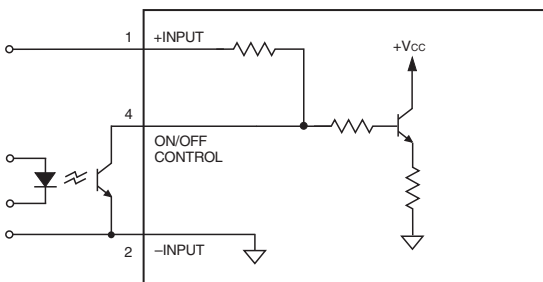 1 +INPUT
+VCC
4
ON/OFF
CONTROL
2 –INPUT